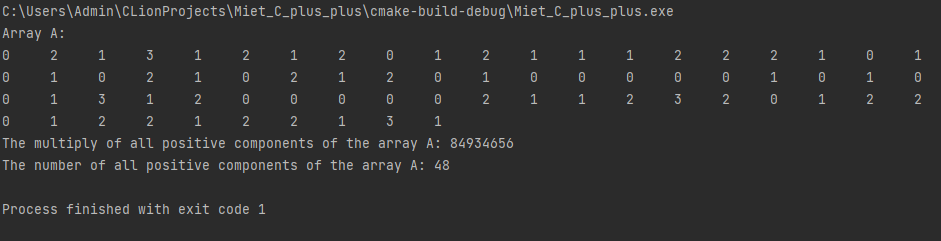 C:\Users\Admin\CLionProjects\Miet_C_plus_plus\cmake-build-debug\Miet_C_plus_plus.exe
Array A:
0 2 1 3 1 2 1 2 0 1 2 1 1 1 2 2 2 1 0 1
0 1 0 2 1 0 2 1 2 0 1 0 0 0 0 0 1 0 1 0
0 1 3 1 2 0 0 0 0 0 2 1 1 2 3 2 0 1 2 2
0 1 2 2 1 2 2 1 3 1
The multiply of all positive components of the array A: 84934656
The number of all positive components of the array A: 48
Process finished with exit code 1